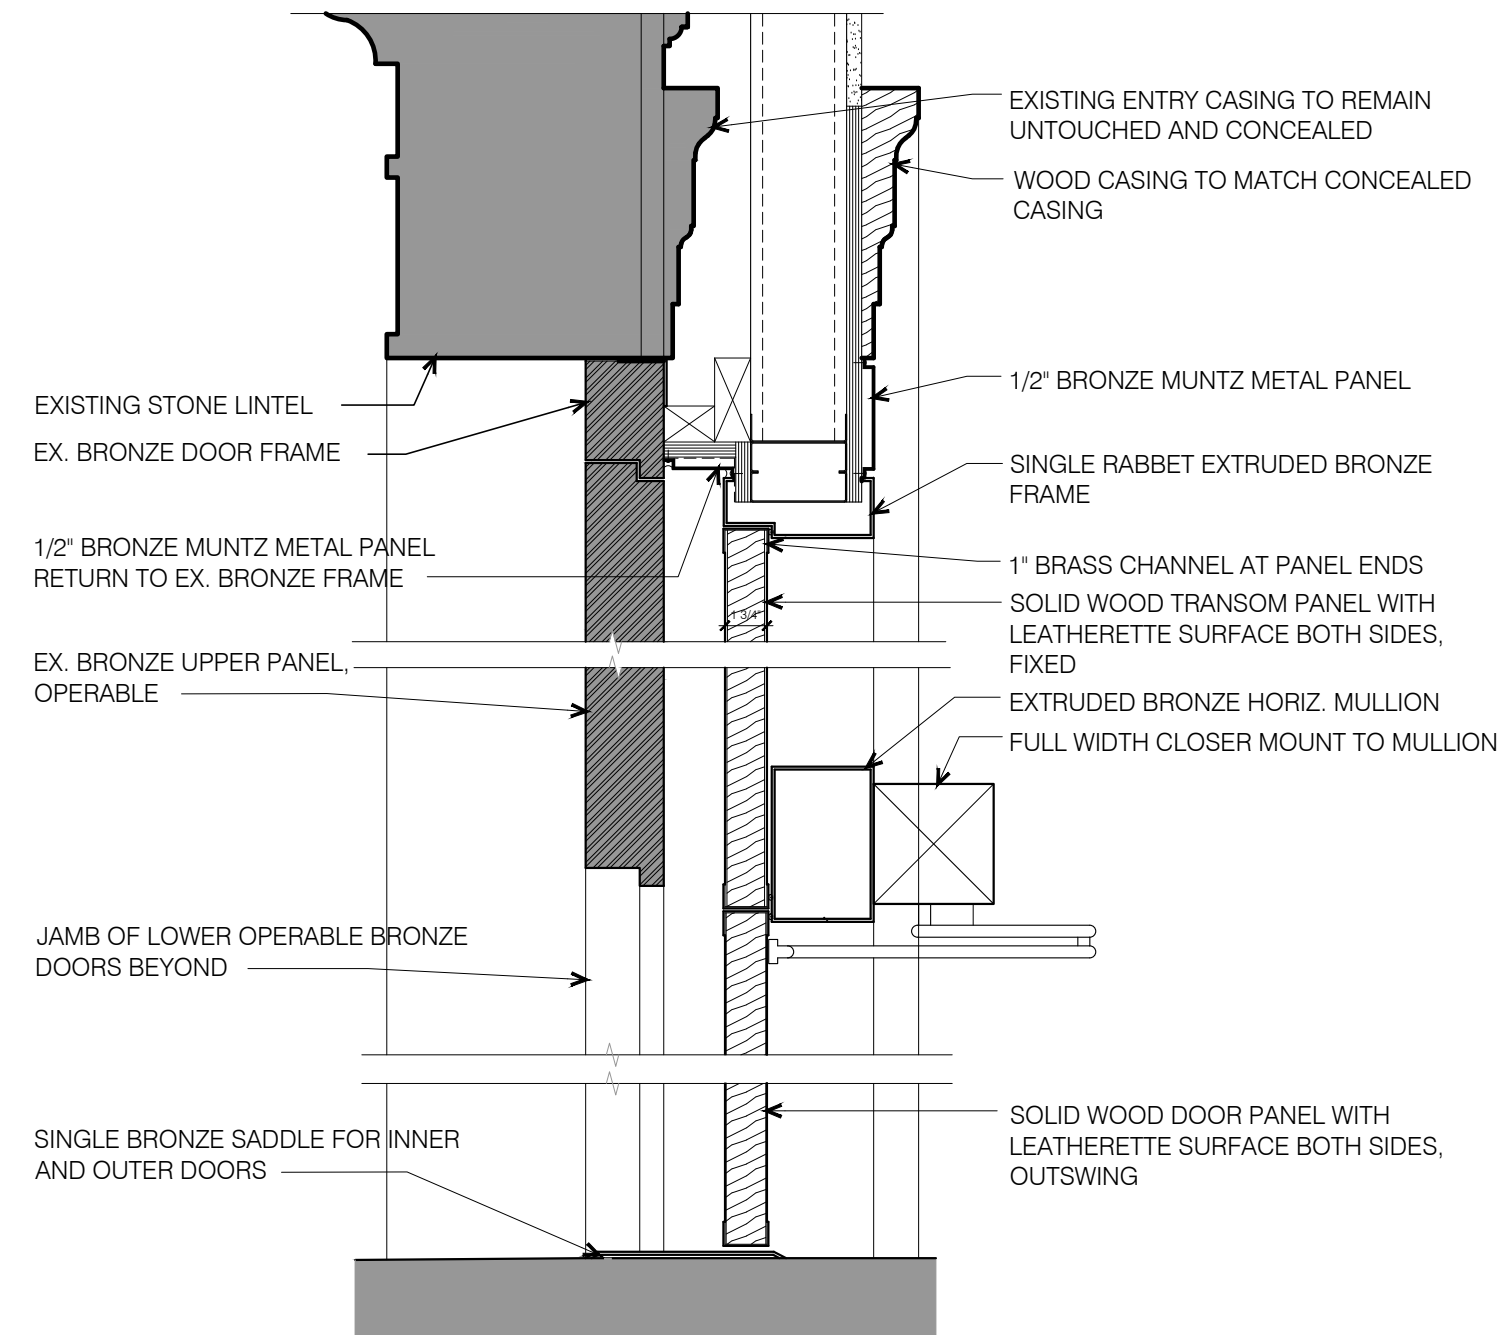 EXISTING ENTRY CASING TO REMAIN
UNTOUCHED AND CONCEALED
WOOD CASING TO MATCH CONCEALED
CASING
1/2" BRONZE MUNTZ METAL PANEL
SINGLE RABBET EXTRUDED BRONZE
FRAME
1" BRASS CHANNEL AT PANEL ENDS
SOLID WOOD TRANSOM PANEL WITH
LEATHERETTE SURFACE BOTH SIDES,
FIXED
EXTRUDED BRONZE HORIZ. MULLION
FULL WIDTH CLOSER MOUNT TO MULLION
SOLID WOOD DOOR PANEL WITH
LEATHERETTE SURFACE BOTH SIDES,
OUTSWING
EXISTING STONE LINTEL
EX. BRONZE DOOR FRAME
1/2" BRONZE MUNTZ METAL PANEL
RETURN TO EX. BRONZE FRAME
EX. BRONZE UPPER PANEL,
OPERABLE
JAMB OF LOWER OPERABLE BRONZE
DOORS BEYOND
SINGLE BRONZE SADDLE FOR INNER
AND OUTER DOORS
1 3/4"